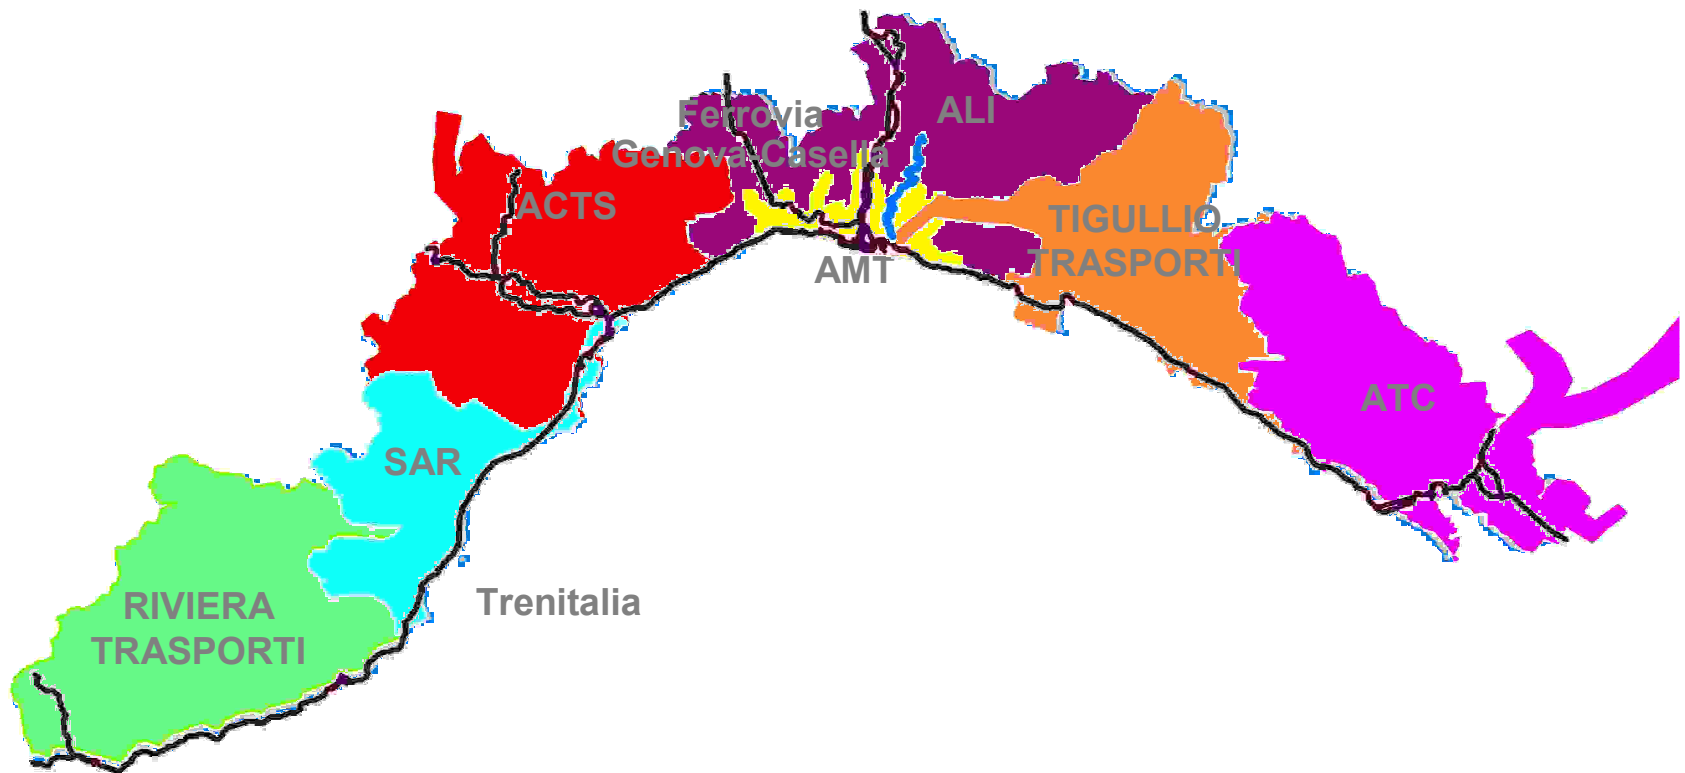 Ferrovia
Genova-Casella
ALI
ACTS
TIGULLIO
TRASPORTI
AMT
ATC
SAR
Trenitalia
RIVIERA
TRASPORTI